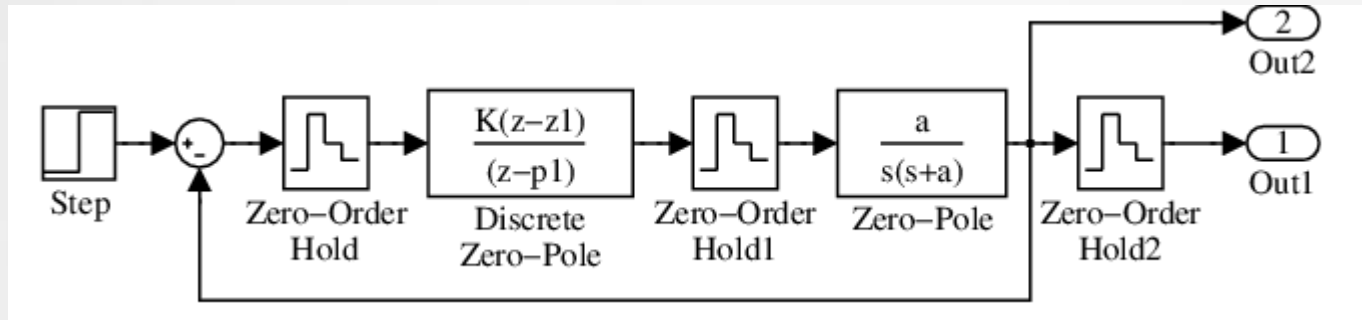 2
Out2
+
-
K(z-z1)
(z-p1)
a
s(s+a)
1
Out1
Step
Zero-Order
Hold
Discrete
Zero-Pole
Zero-Order
Hold1
Zero-Pole
Zero-Order
Hold2